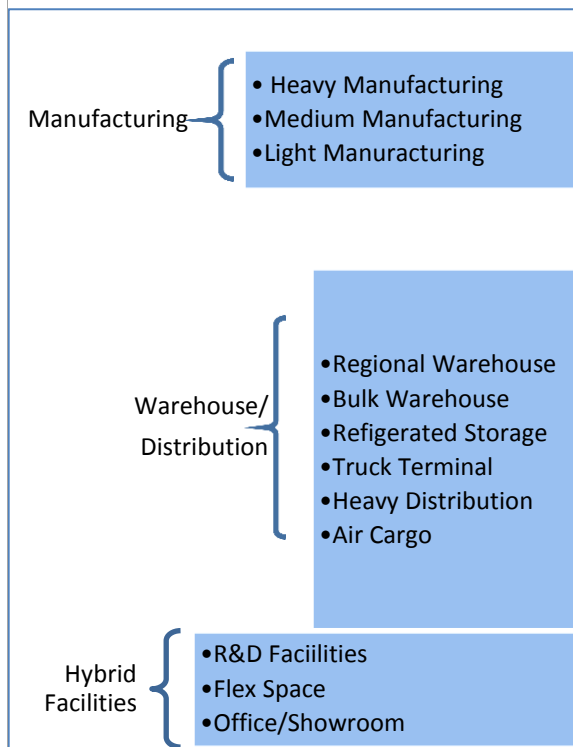 Manufacturing
• Heavy Manufacturing
•Medium Manufacturing
•Light Manuracturing
Warehouse/
Distribution
•Regional Warehouse
•Bulk Warehouse
•Refigerated Storage
•Truck Terminal
•Heavy Distribution
•Air Cargo
Hybrid
Facilities
•R&D Faciilities
•Flex Space
•Office/Showroom